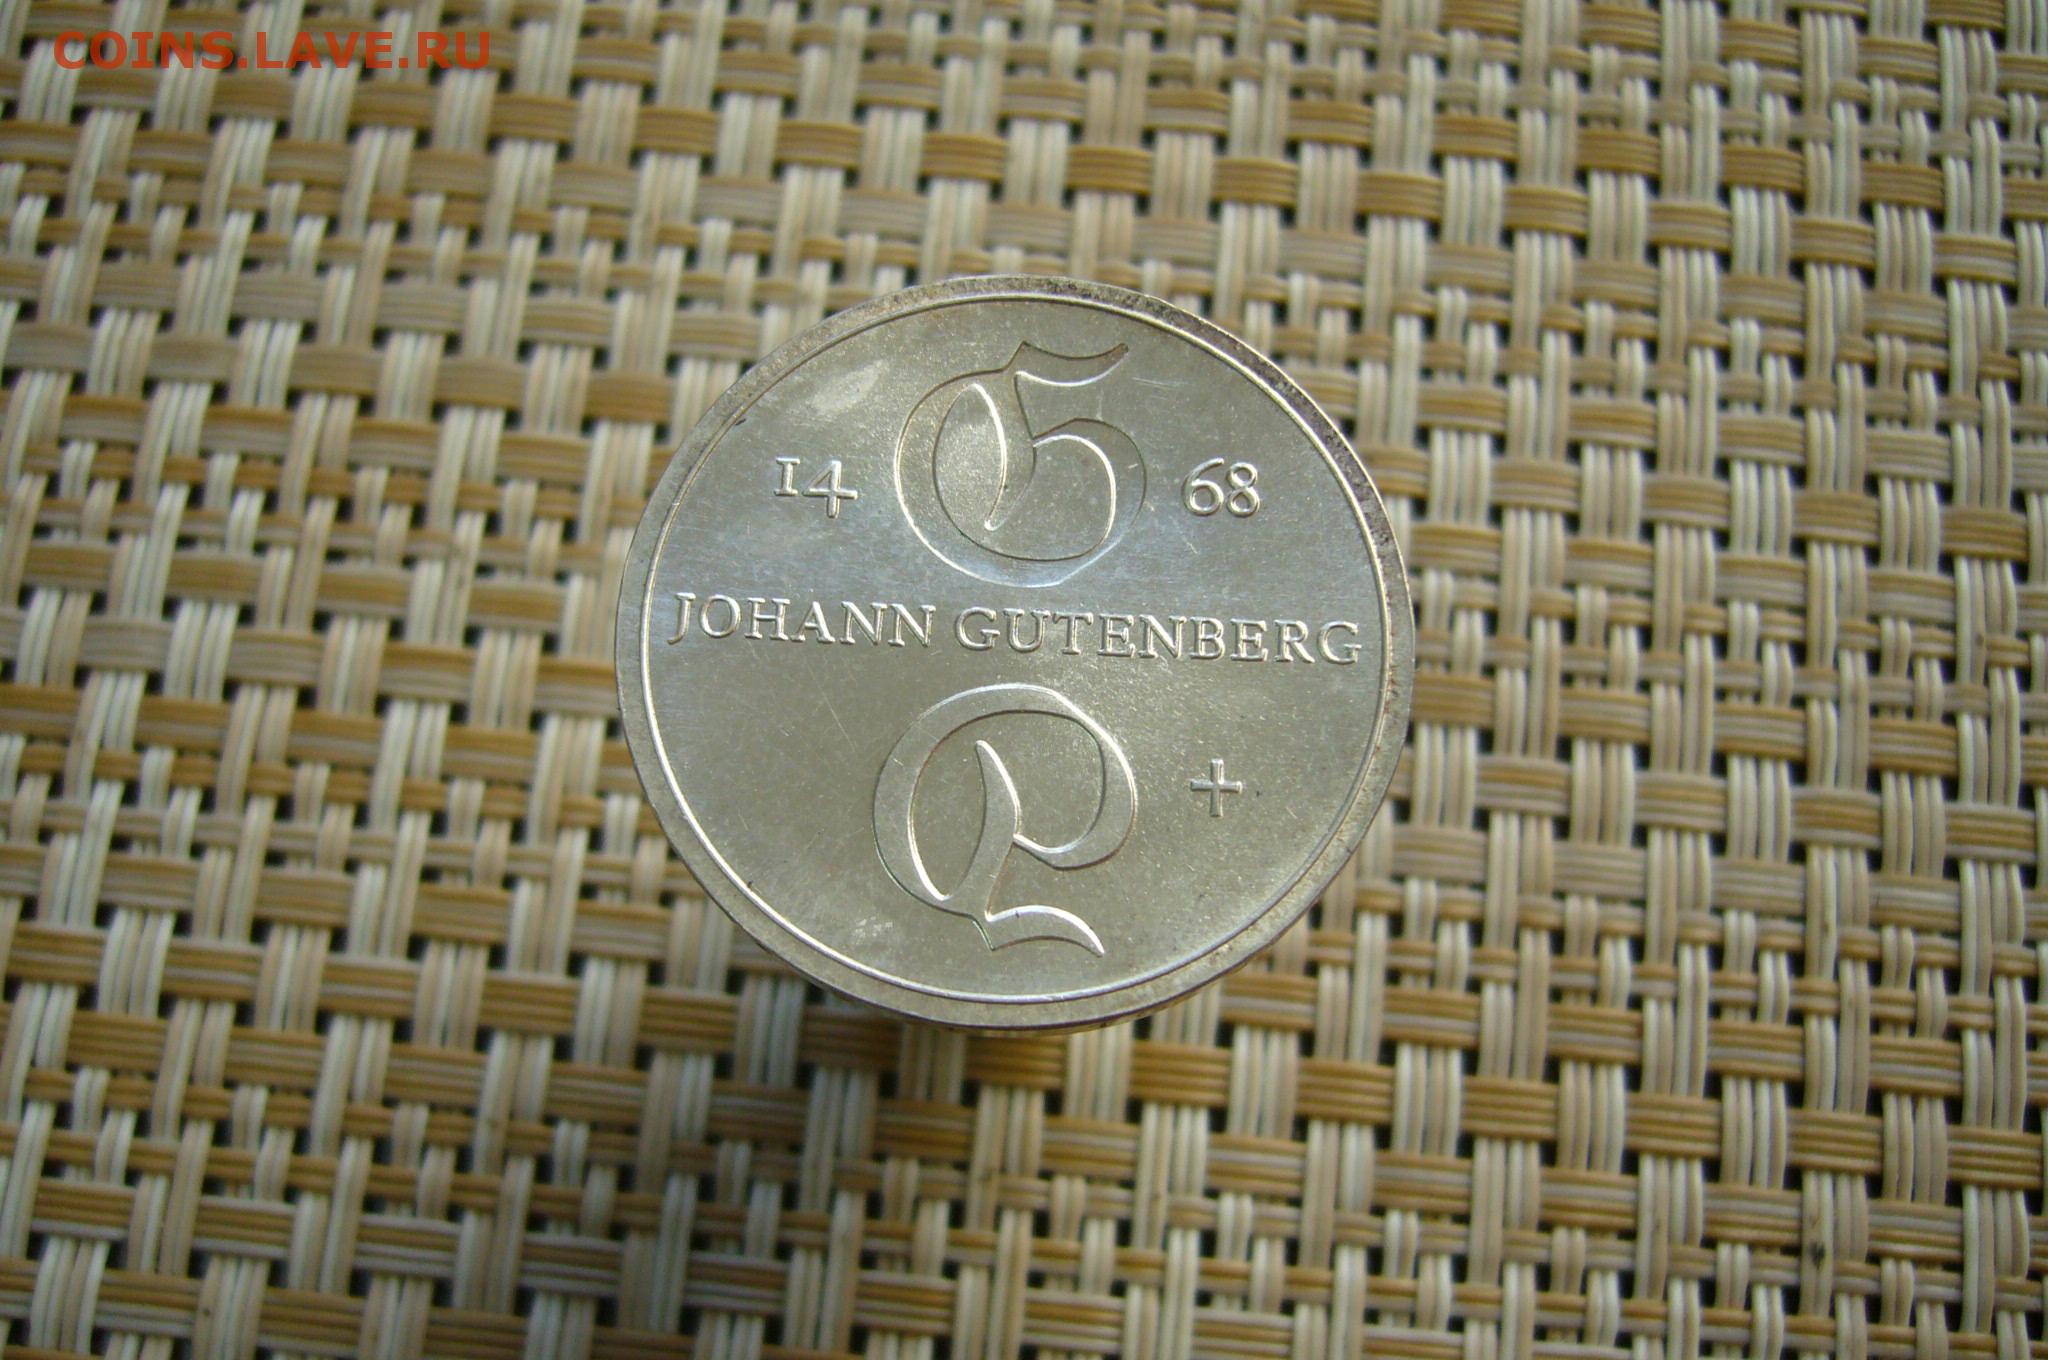 COINS.LAVE.RU
G
14 68
JOHANN GUTENBERG
+